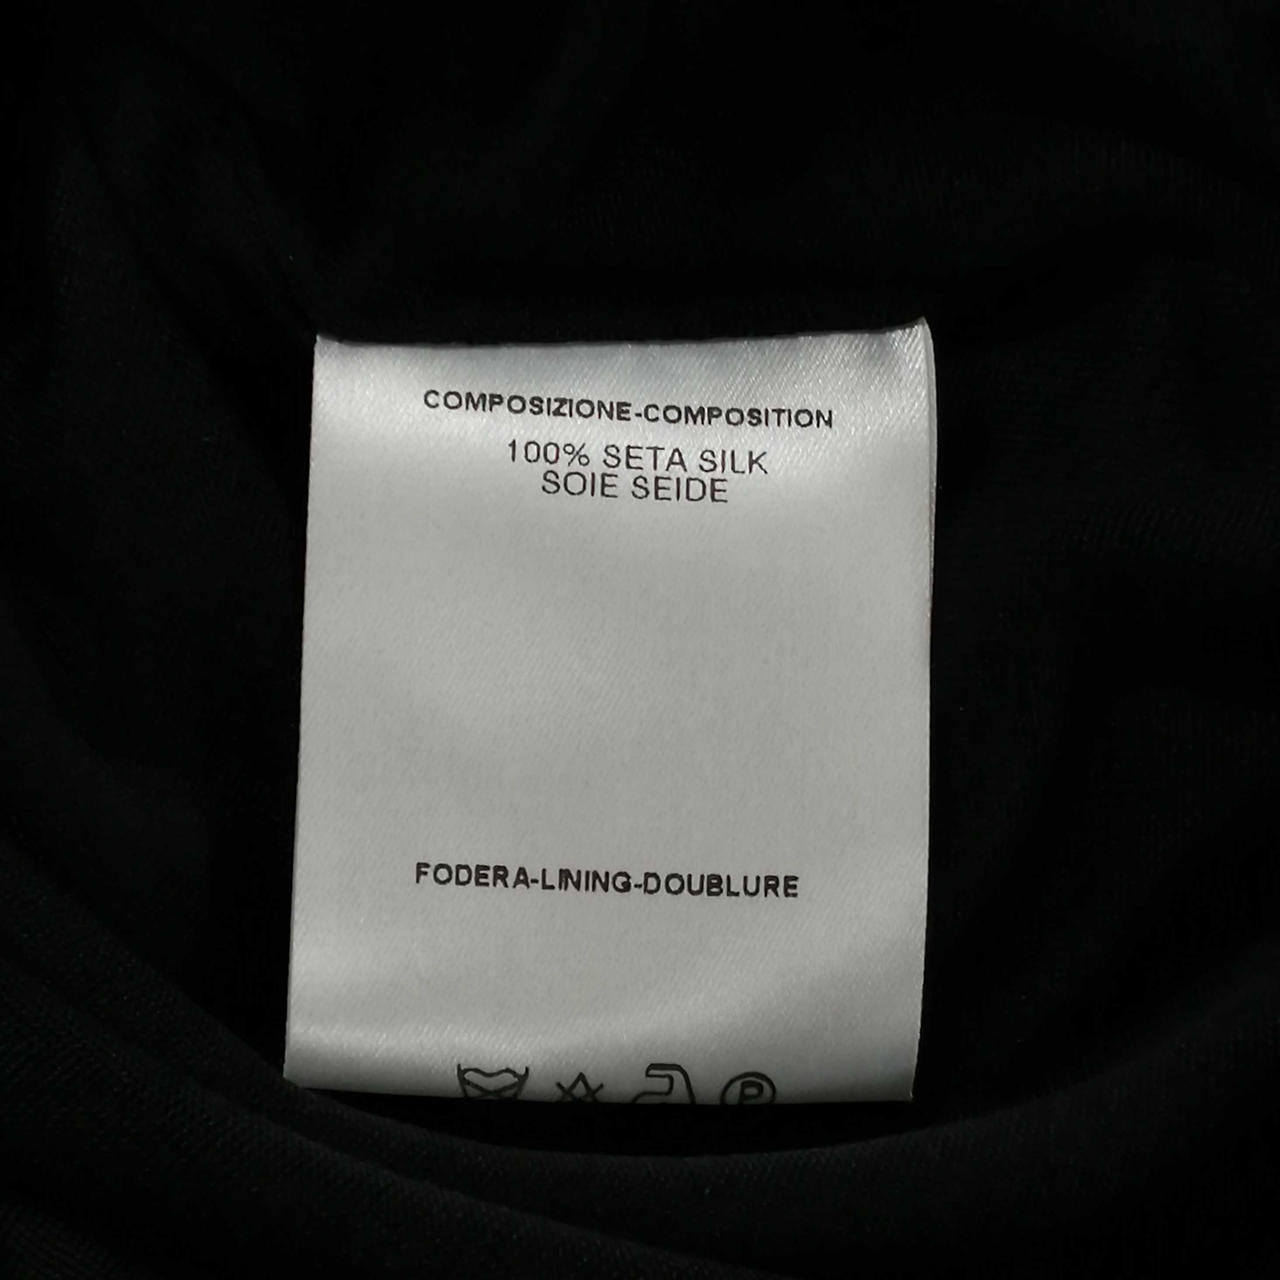 COMPOSIZIONE-COMPOSITION
100% SETA SILK
SOIE SEIDE
FODERA-LINING-DOUBLURE
P